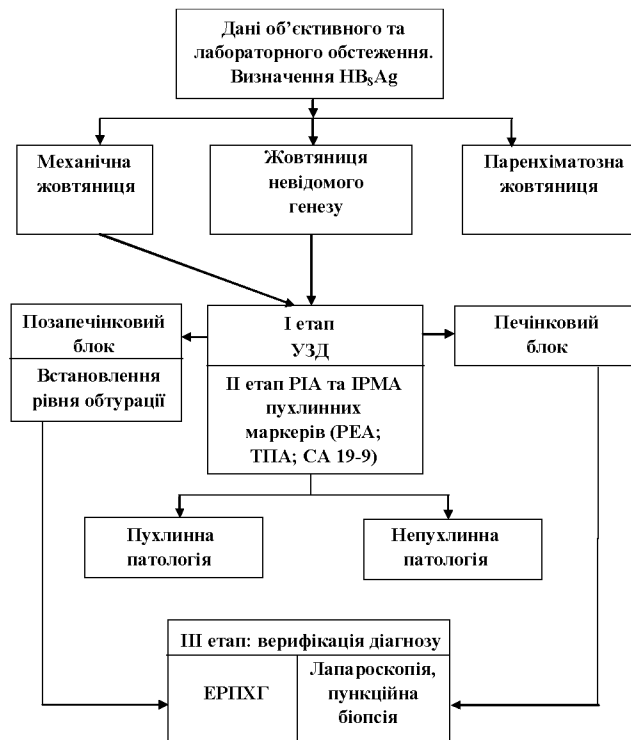 Дані об’єктивного та
лабораторного обстеження.
Визначення HBsAg
Механічна
жовтяниця
Жовтяниця
невідомого
генезу
Паренхіматозна
жовтяниця
Позапечінковий
блок
Встановлення
рівня обтурації
І етап
УЗД
ІІ етап РІА та ІРМА
пухлинних
маркерів (РЕА;
ТПА; СА 19-9)
Печінковий
блок
Пухлинна
патологія
Непухлинна
патологія
ІІІ етап: верифікація діагнозу
ЕРПХГ
Лапароскопія,
пункційна
біопсія